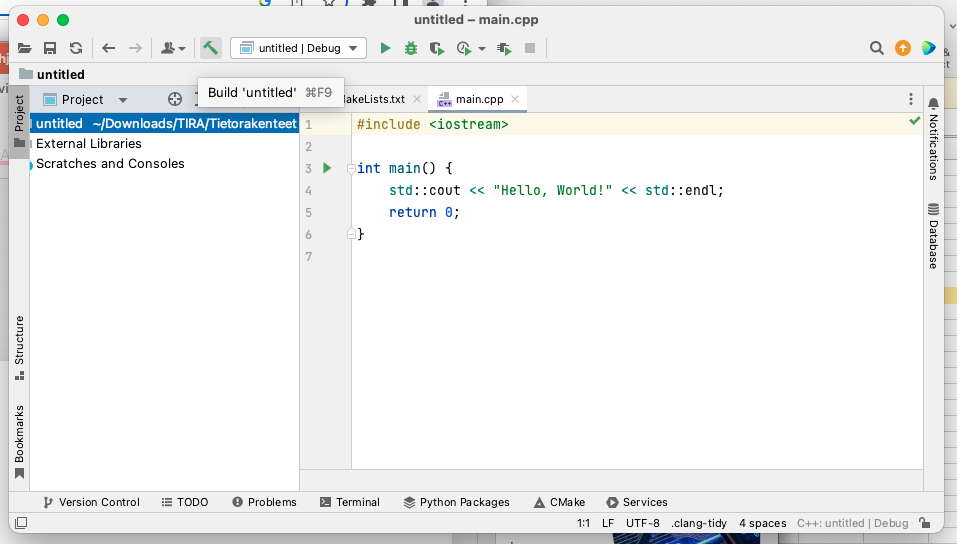 untitled – main.cpp
untitled | Debug
untitled
Build 'untitled' ⌘F9
Project
Project
akeLists.txt
main.cpp
untitled ~/Downloads/TIRA/Tietorakenteet
External Libraries
Scratches and Consoles
1 #include <iostream>
2
3 int main() {
4     std::cout << "Hello, World!" << std::endl;
5     return 0;
6 }
7
Notifications
Database
Structure
Bookmarks
Version Control TODO Problems Terminal Python Packages CMake Services
1:1 LF UTF-8 .clang-tidy 4 spaces C++: untitled | Debug